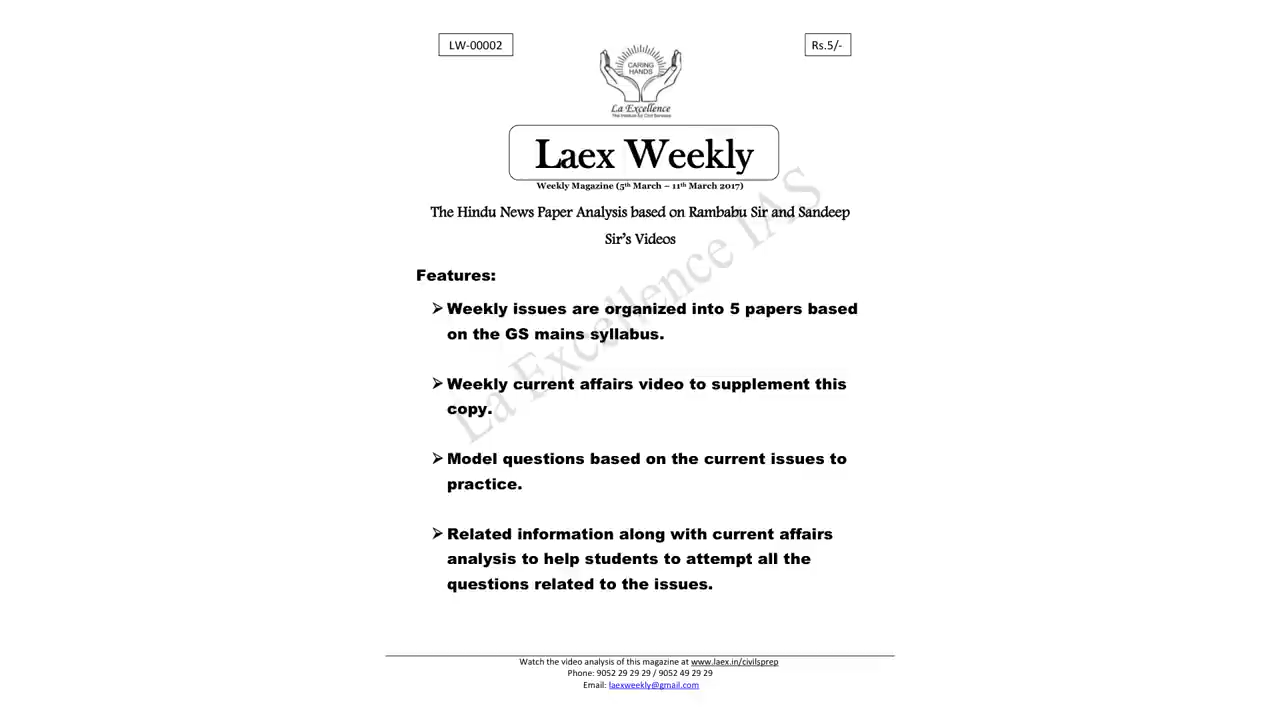 LW-00002
Rs.5/-
CARING
HANDS
La Excellence
The Institute for Civil Services
Laex Weekly
Weekly Magazine (5th March – 11th March 2017)
The Hindu News Paper Analysis based on Rambabu Sir and Sandeep
Sir's Videos
Features:
➢ Weekly issues are organized into 5 papers based
on the GS mains syllabus.
➢ Weekly current affairs video to supplement this
copy.
➢ Model questions based on the current issues to
practice.
➢ Related information along with current affairs
analysis to help students to attempt all the
questions related to the issues.
La Excellence IAS
Watch the video analysis of this magazine at www.laex.in/civilsprep
Phone: 9052 29 29 29 / 9052 49 29 29
Email: laexweekly@gmail.com